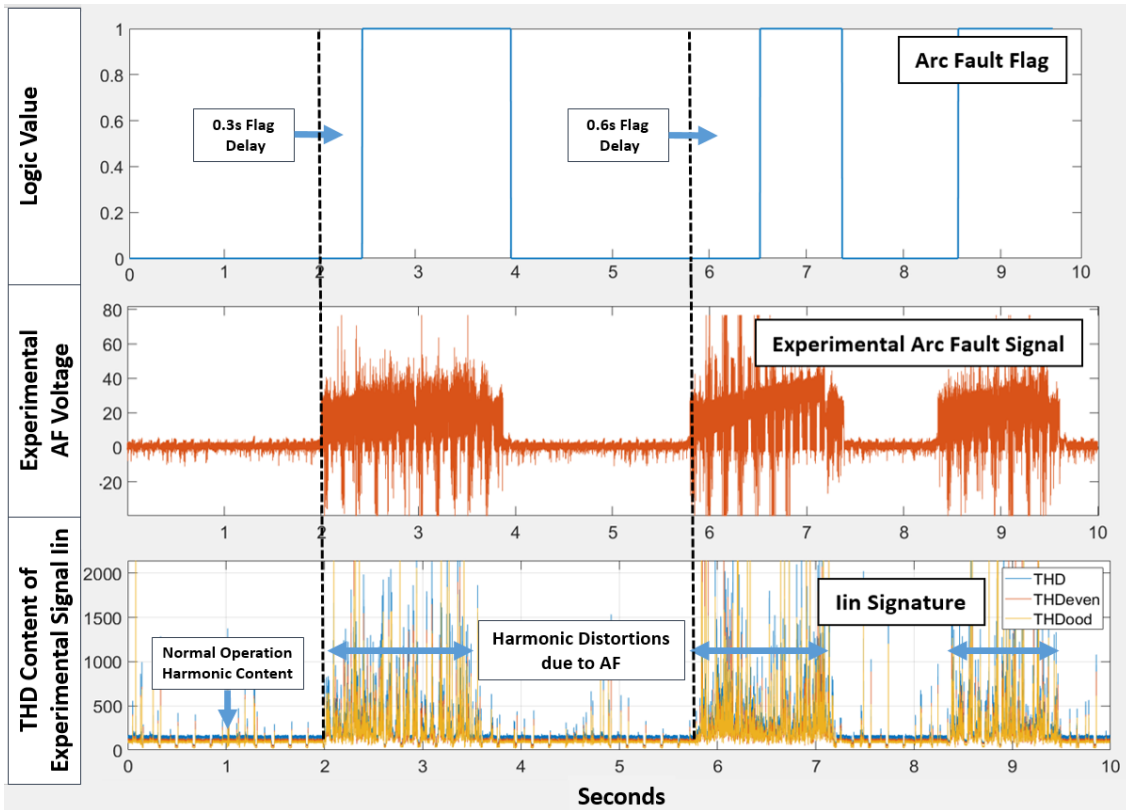 Logic Value
1
0.8
0.6
0.4
0.2
0
Arc Fault Flag
0.3s Flag
Delay
0.6s Flag
Delay
0 1 2 3 4 5 6 7 8 9 10
Experimental
AF Voltage
80
60
40
20
0
-20
Experimental Arc Fault Signal
1 2 3 4 5 6 7 8 9 10
THD Content of
Experimental Signal Iin
2000
1500
1000
500
0
Normal Operation
Harmonic Content
Harmonic Distortions
due to AF
Iin Signature
THD
THDeven
THDood
0 1 2 3 4 5 6 7 8 9 10
Seconds